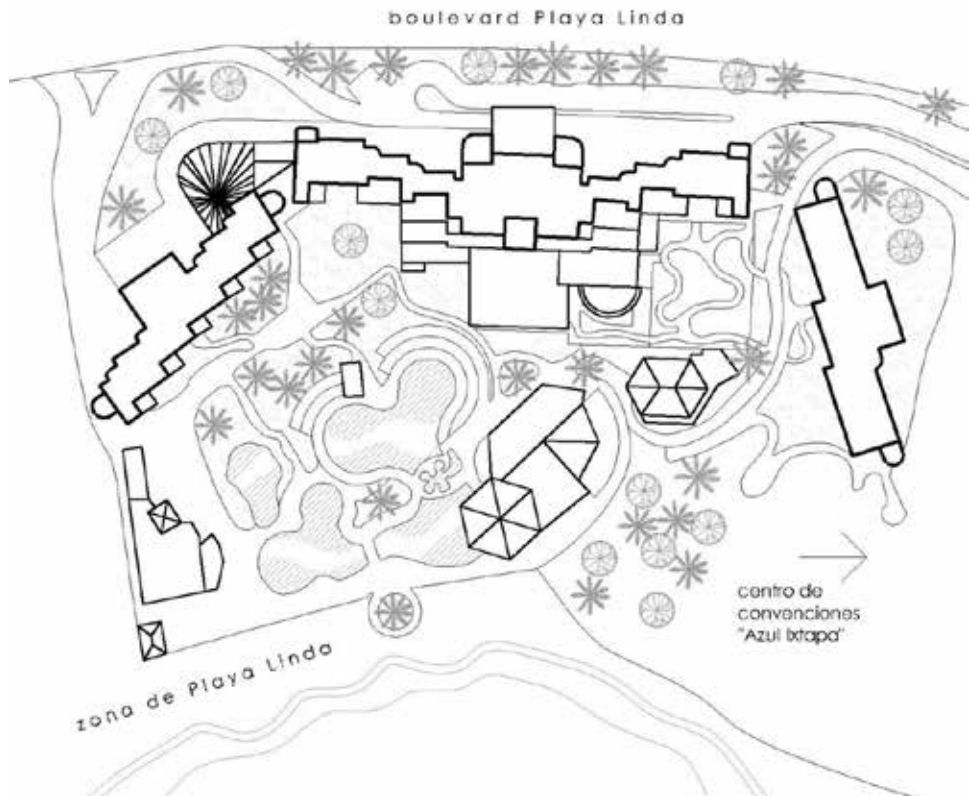 boulevard Playa Linda
centro de
convenciones
"Azul Ixtapa"
zona de Playa Linda